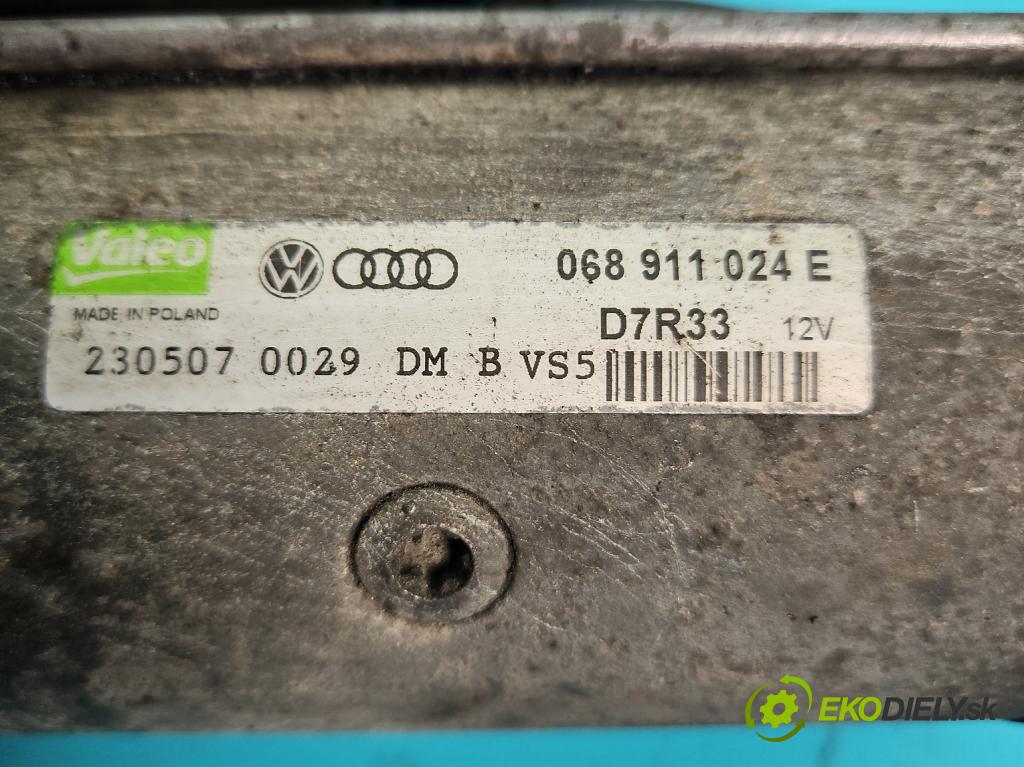 Valeo
068 911 024 E
MADE IN POLAND
D7R33 12V
230507 0029 DM B VS5
EKODIELY.sk